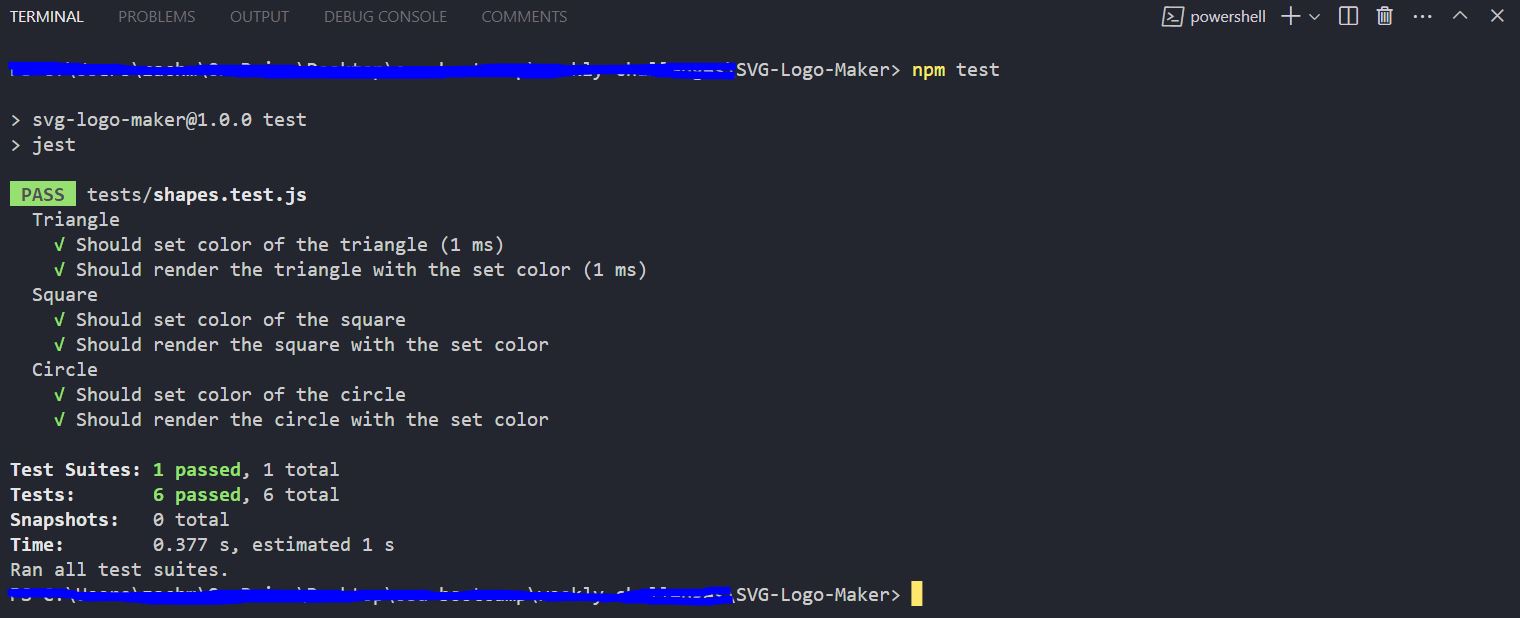 TERMINAL PROBLEMS OUTPUT DEBUG CONSOLE COMMENTS powershell
SVG-Logo-Maker> npm test
> svg-logo-maker@1.0.0 test
> jest
PASS tests/shapes.test.js
Triangle
√ Should set color of the triangle (1 ms)
√ Should render the triangle with the set color (1 ms)
Square
√ Should set color of the square
√ Should render the square with the set color
Circle
√ Should set color of the circle
√ Should render the circle with the set color
Test Suites: 1 passed, 1 total
Tests: 6 passed, 6 total
Snapshots: 0 total
Time: 0.377 s, estimated 1 s
Ran all test suites.
\SVG-Logo-Maker>